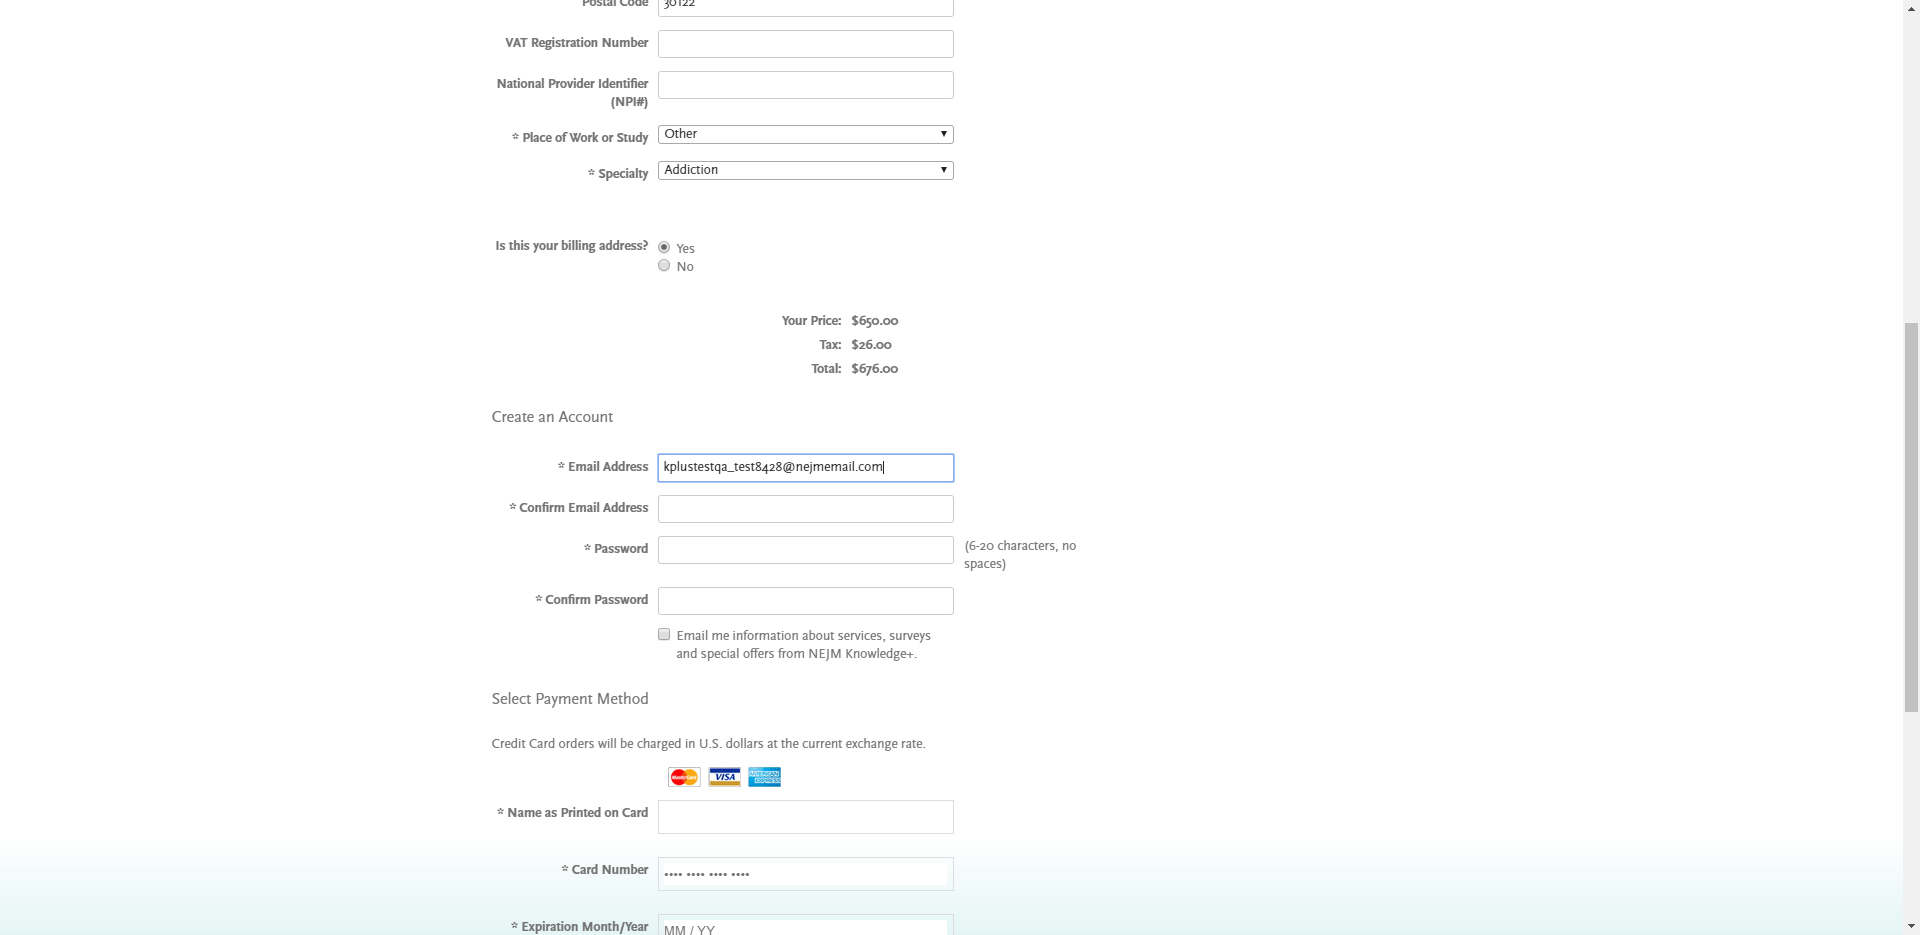 Postal Code 30122
VAT Registration Number
National Provider Identifier
(NPI#)
* Place of Work or Study Other
* Specialty Addiction
Is this your billing address? Yes
No
Your Price: $650.00
Tax: $26.00
Total: $676.00
Create an Account
* Email Address kplustestqa_test8428@nejmemail.com
* Confirm Email Address
* Password (6-20 characters, no
spaces)
* Confirm Password
Email me information about services, surveys
and special offers from NEJM Knowledge+.
Select Payment Method
Credit Card orders will be charged in U.S. dollars at the current exchange rate.
MasterCard VISA AMERICAN EXPRESS
* Name as Printed on Card
* Card Number •••• •••• •••• ••••
* Expiration Month/Year MM / YY